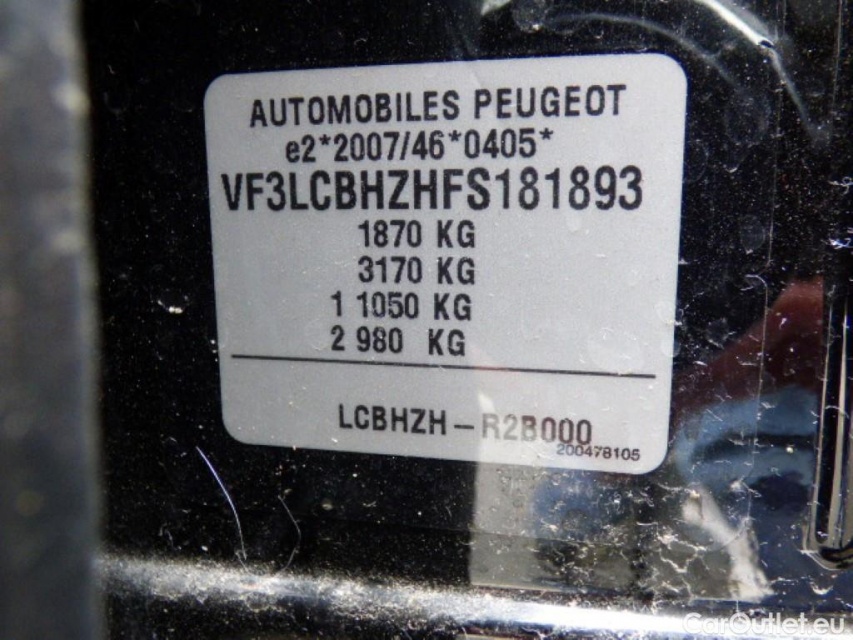 AUTOMOBILES PEUGEOT
e2*2007/46*0405*
VF3LCBHZHFS181893
1870 KG
3170 KG
1 1050 KG
2 980 KG
LCBHZH-R2B000
200478105
CarOutlet.eu